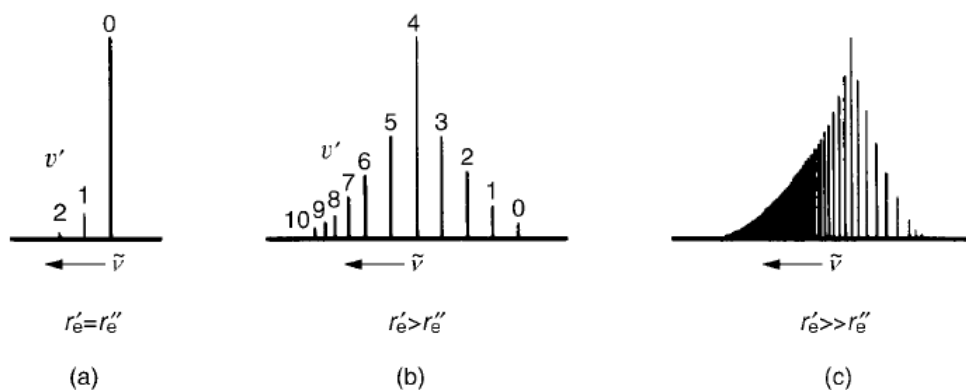 0
v′
1
2
ν̃
r′e=r″e
(a)
4
5
3
v′
6
2
7
8
1
10
9
0
ν̃
r′e>r″e
(b)
ν̃
r′e>>r″e
(c)